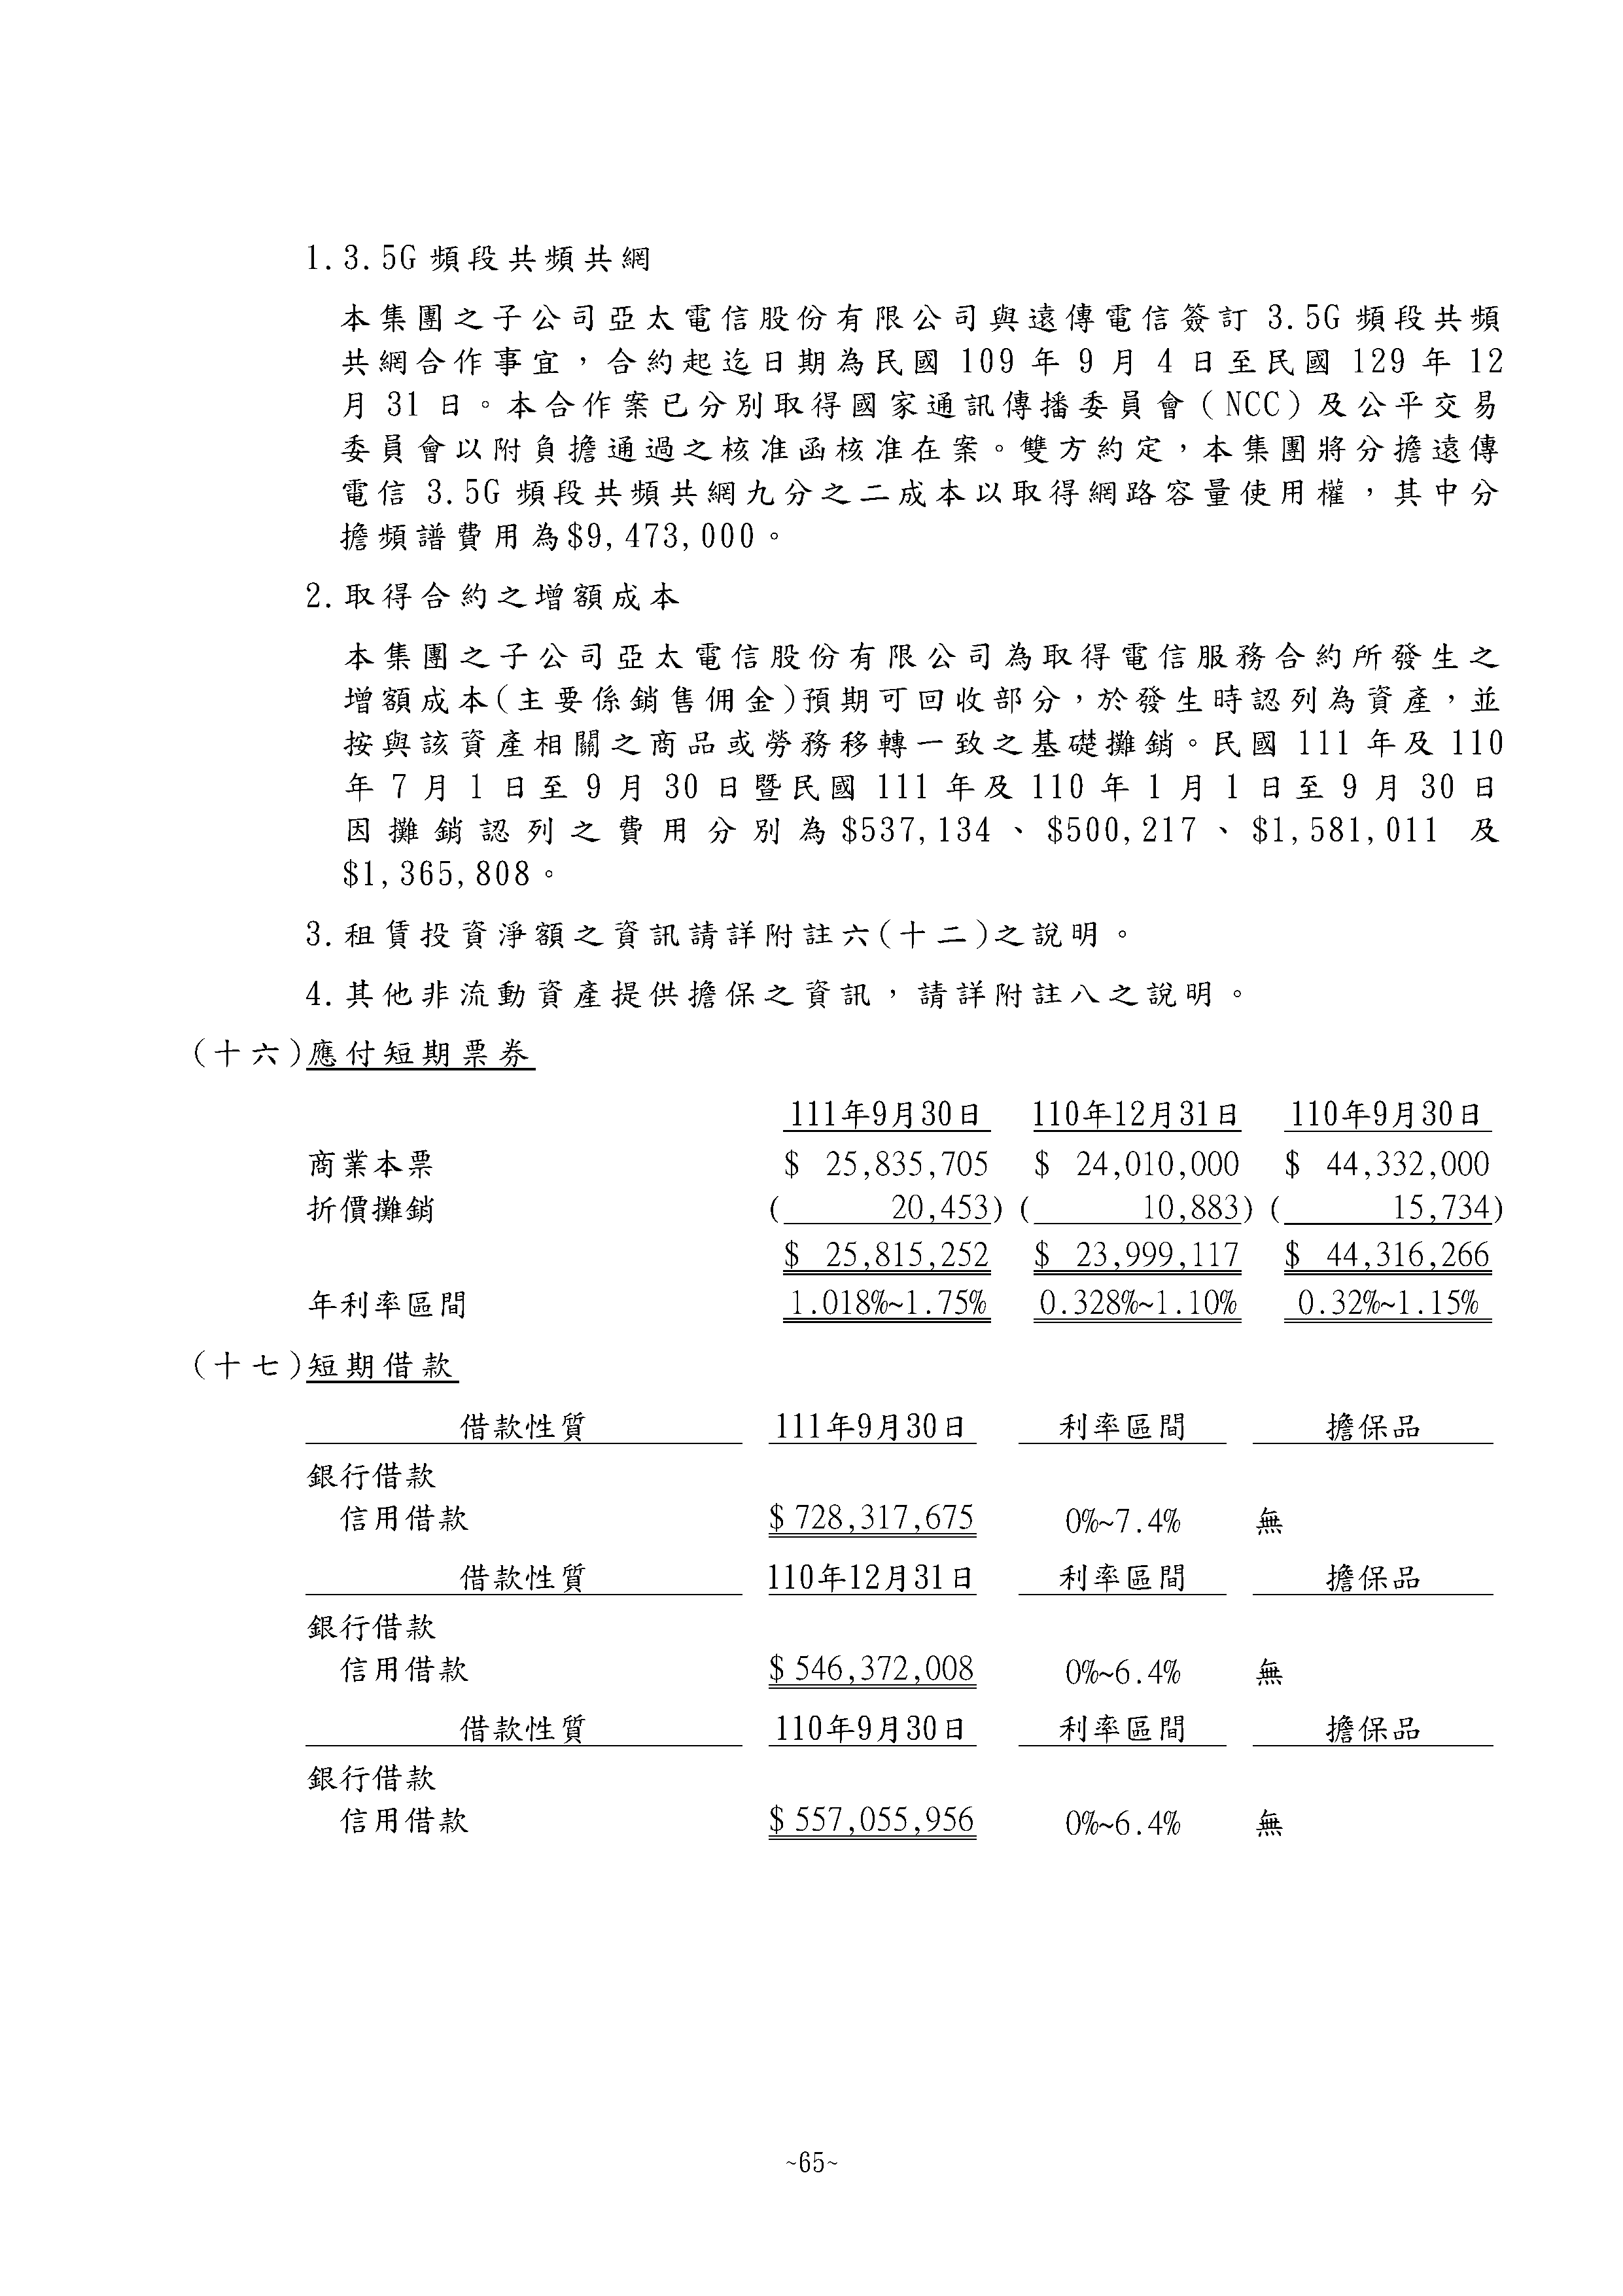 1.3.5G 頻段共頻共網
本集團之子公司亞太電信股份有限公司與遠傳電信簽訂 3.5G 頻段共頻
共網合作事宜，合約起迄日期為民國 109 年 9 月 4 日至民國 129 年 12
月 31 日。本合作案已分別取得國家通訊傳播委員會（NCC）及公平交易
委員會以附負擔通過之核准函核准在案。雙方約定，本集團將分擔遠傳
電信 3.5G 頻段共頻共網九分之二成本以取得網路容量使用權，其中分
擔頻譜費用為$9,473,000。
2.取得合約之增額成本
本集團之子公司亞太電信股份有限公司為取得電信服務合約所發生之
增額成本(主要係銷售佣金)預期可回收部分，於發生時認列為資產，並
按與該資產相關之商品或勞務移轉一致之基礎攤銷。民國 111 年及 110
年 7 月 1 日至 9 月 30 日暨民國 111 年及 110 年 1 月 1 日至 9 月 30 日
因攤銷認列之費用分別為$537,134、$500,217、$1,581,011 及
$1,365,808。
3.租賃投資淨額之資訊請詳附註六(十二)之說明。
4.其他非流動資產提供擔保之資訊，請詳附註八之說明。
(十六)應付短期票券
111年9月30日 110年12月31日 110年9月30日
商業本票 $ 25,835,705 $ 24,010,000 $ 44,332,000
折價攤銷 ( 20,453) ( 10,883) ( 15,734)
$ 25,815,252 $ 23,999,117 $ 44,316,266
年利率區間 1.018%~1.75% 0.328%~1.10% 0.32%~1.15%
(十七)短期借款
借款性質 111年9月30日 利率區間 擔保品
銀行借款
信用借款 $ 728,317,675 0%~7.4% 無
借款性質 110年12月31日 利率區間 擔保品
銀行借款
信用借款 $ 546,372,008 0%~6.4% 無
借款性質 110年9月30日 利率區間 擔保品
銀行借款
信用借款 $ 557,055,956 0%~6.4% 無
~65~